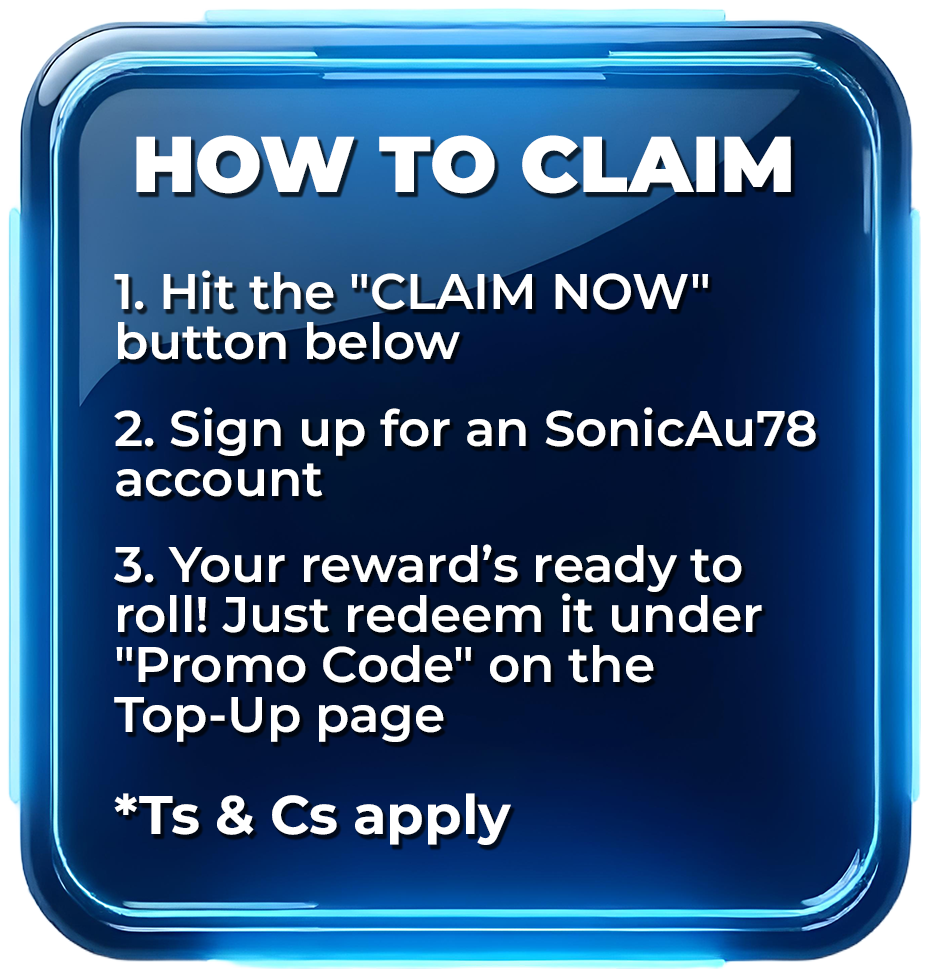 HOW TO CLAIM
1. Hit the "CLAIM NOW"
button below
2. Sign up for an SonicAu78
account
3. Your reward’s ready to
roll! Just redeem it under
"Promo Code" on the
Top-Up page
*Ts & Cs apply